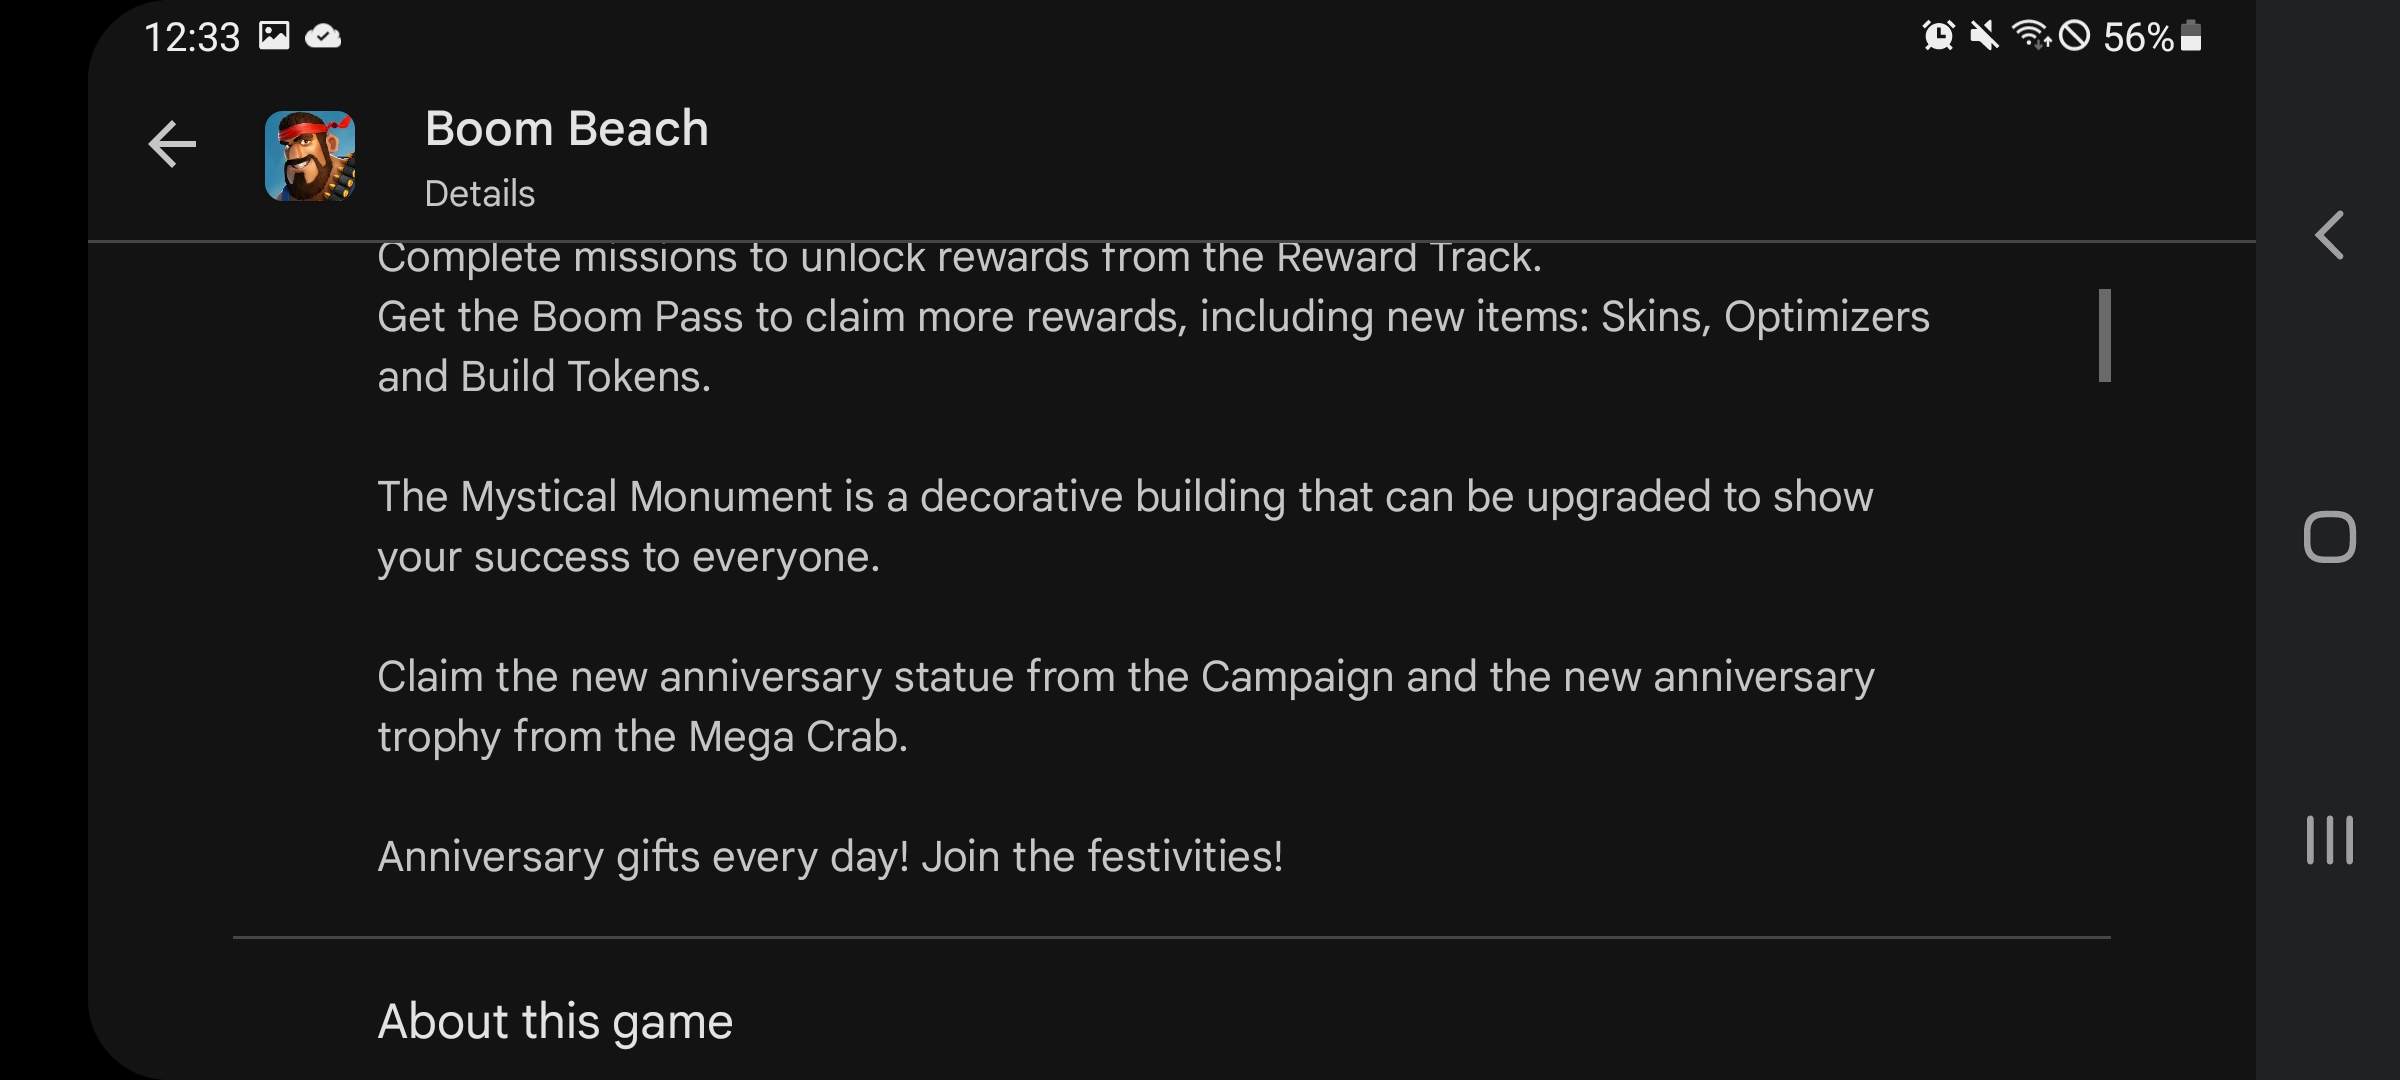 12:33
56%
Boom Beach
Details
Complete missions to unlock rewards from the Reward Track.
Get the Boom Pass to claim more rewards, including new items: Skins, Optimizers
and Build Tokens.
The Mystical Monument is a decorative building that can be upgraded to show
your success to everyone.
Claim the new anniversary statue from the Campaign and the new anniversary
trophy from the Mega Crab.
Anniversary gifts every day! Join the festivities!
About this game